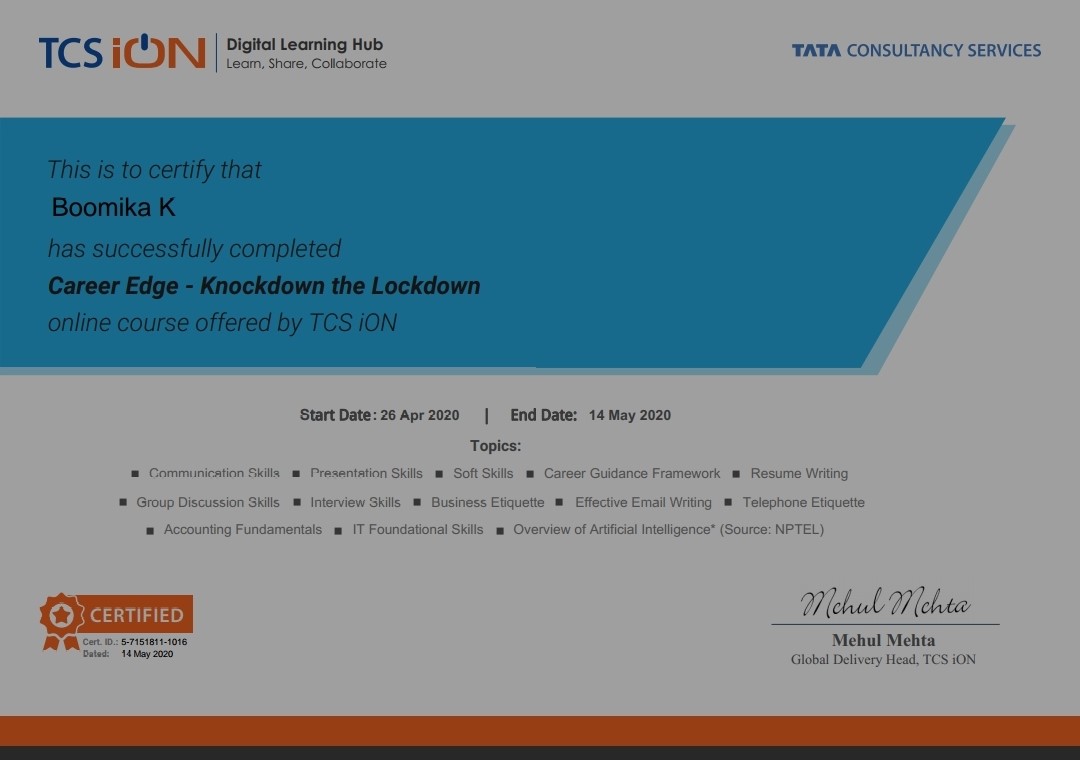 TCS iON | Digital Learning Hub
Learn, Share, Collaborate
TATA CONSULTANCY SERVICES
This is to certify that
Boomika K
has successfully completed
Career Edge - Knockdown the Lockdown
online course offered by TCS iON
Start Date: 26 Apr 2020 | End Date: 14 May 2020
Topics:
■ Communication Skills ■ Presentation Skills ■ Soft Skills ■ Career Guidance Framework ■ Resume Writing
■ Group Discussion Skills ■ Interview Skills ■ Business Etiquette ■ Effective Email Writing ■ Telephone Etiquette
■ Accounting Fundamentals ■ IT Foundational Skills ■ Overview of Artificial Intelligence* (Source: NPTEL)
CERTIFIED
Cert. ID.: 5-7151811-1016
Dated: 14 May 2020
Mehul Mehta
Mehul Mehta
Global Delivery Head, TCS iON